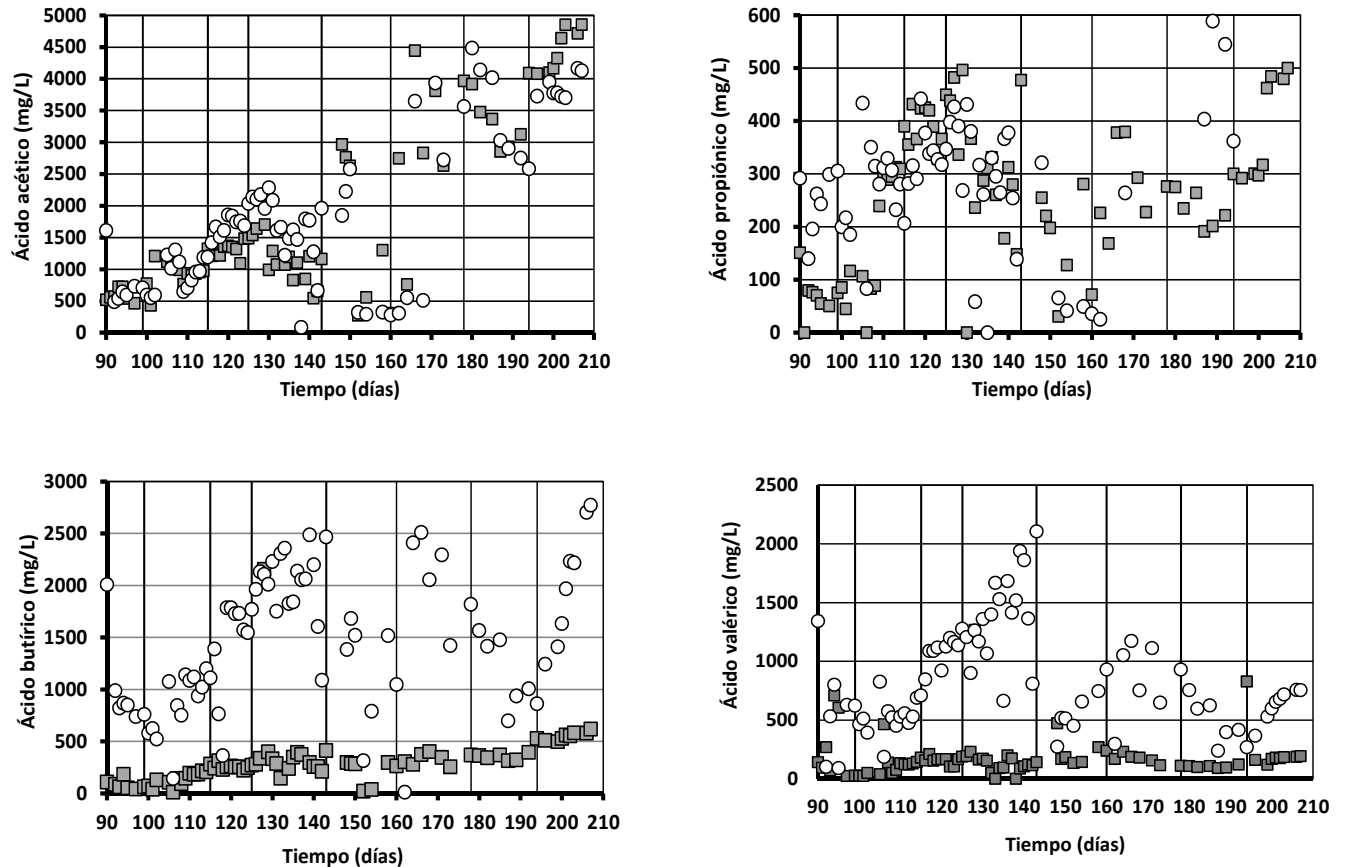 Ácido acético (mg/L)
5000
4500
4000
3500
3000
2500
2000
1500
1000
500
0
90 100 110 120 130 140 150 160 170 180 190 200 210
Tiempo (días)
Ácido propiónico (mg/L)
600
500
400
300
200
100
0
90 100 110 120 130 140 150 160 170 180 190 200 210
Tiempo (días)
Ácido butírico (mg/L)
3000
2500
2000
1500
1000
500
0
90 100 110 120 130 140 150 160 170 180 190 200 210
Tiempo (días)
Ácido valérico (mg/L)
2500
2000
1500
1000
500
0
90 100 110 120 130 140 150 160 170 180 190 200 210
Tiempo (días)